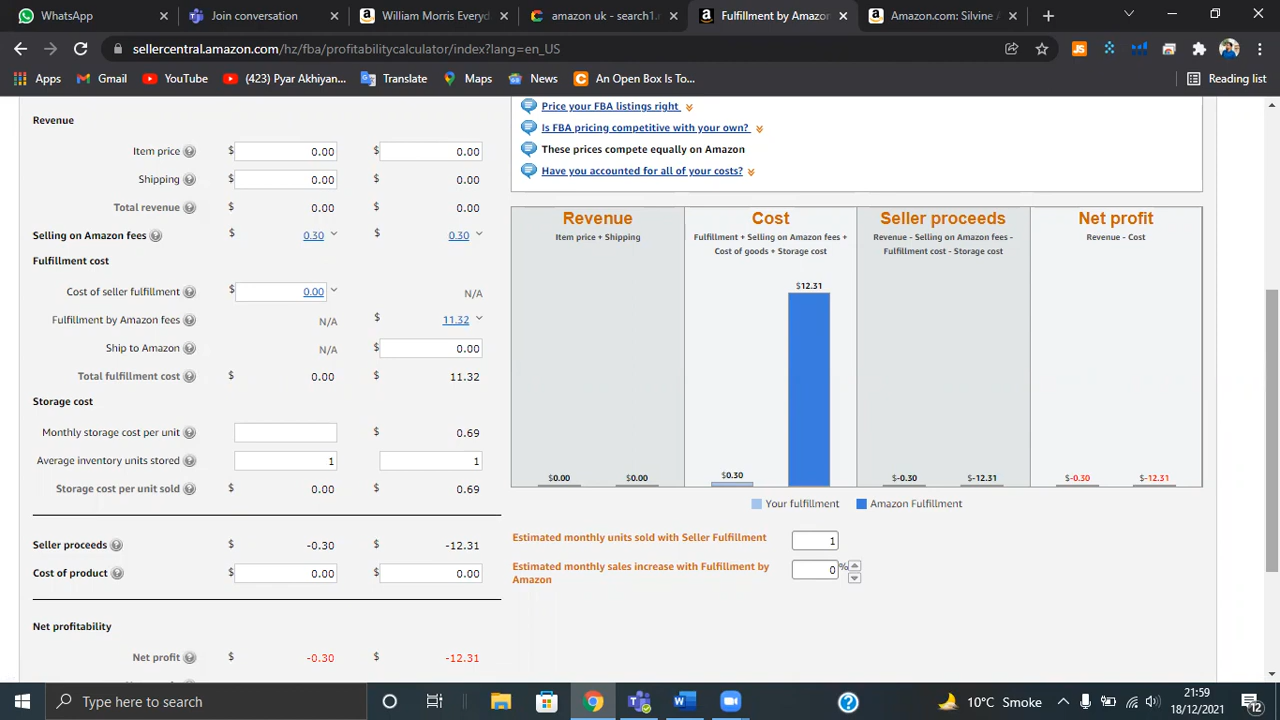 WhatsApp
Join conversation
William Morris Everyd
amazon uk - search1.
Fulfillment by Amazon
Amazon.com: Silvine A
sellercentral.amazon.com/hz/fba/profitabilitycalculator/index?lang=en_US
Apps
Gmail
YouTube
(423) Pyar Akhiyan...
Translate
Maps
News
An Open Box Is To...
Reading list
Revenue
Item price $ 0.00 $ 0.00
Shipping $ 0.00 0.00
Total revenue $ 0.00 $ 0.00
Selling on Amazon fees $ 0.30 $ 0.30
Fulfillment cost
Cost of seller fulfillment $ 0.00 N/A
Fulfillment by Amazon fees N/A $ 11.32
Ship to Amazon N/A $ 0.00
Total fulfillment cost $ 0.00 $ 11.32
Storage cost
Monthly storage cost per unit $ 0.69
Average inventory units stored 1 1
Storage cost per unit sold $ 0.00 $ 0.69
Seller proceeds $ -0.30 $ -12.31
Cost of product $ 0.00 $ 0.00
Net profitability
Net profit $ -0.30 $ -12.31
Price your FBA listings right
Is FBA pricing competitive with your own?
These prices compete equally on Amazon
Have you accounted for all of your costs?
Revenue
Item price + Shipping
$0.00 $0.00
Cost
Fulfillment + Selling on Amazon fees +
Cost of goods + Storage cost
$12.31
$0.30
Seller proceeds
Revenue - Selling on Amazon fees -
Fulfillment cost - Storage cost
$-0.30 $-12.31
Net profit
Revenue - Cost
$-0.30 $-12.31
Your fulfillment
Amazon Fulfillment
Estimated monthly units sold with Seller Fulfillment 1
Estimated monthly sales increase with Fulfillment by
Amazon
0 %
Type here to search
10°C Smoke
21:59
18/12/2021
12